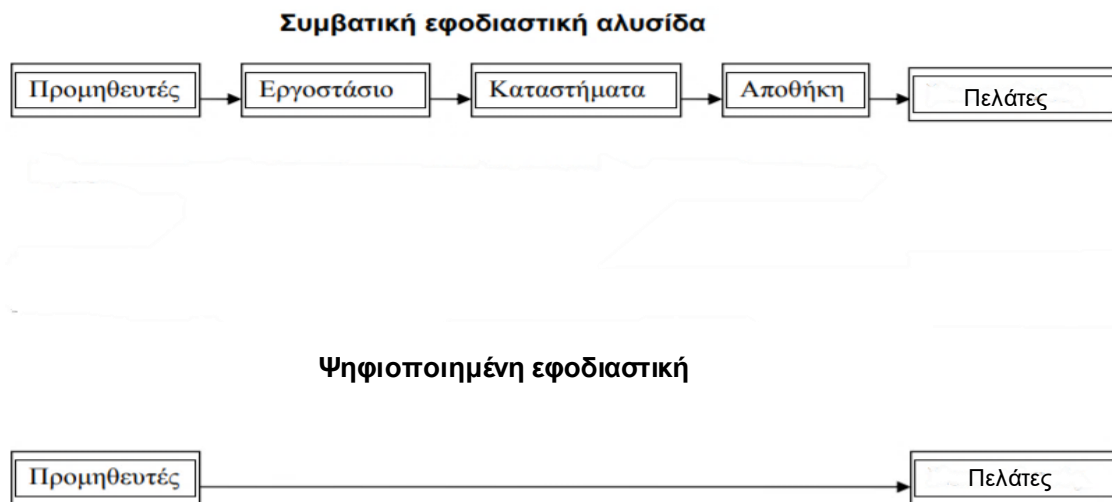 Συμβατική εφοδιαστική αλυσίδα
Προμηθευτές Εργοστάσιο Καταστήματα Αποθήκη Πελάτες
Ψηφιοποιημένη εφοδιαστική
Προμηθευτές Πελάτες